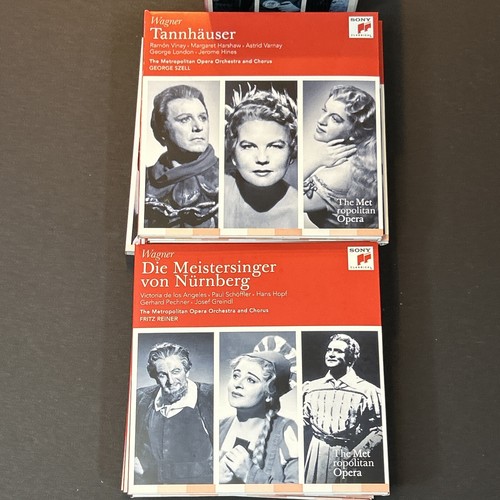 Wagner
Tannhäuser
Ramón Vinay · Margaret Harshaw · Astrid Varnay
George London · Jerome Hines
The Metropolitan Opera Orchestra and Chorus
GEORGE SZELL
SONY
CLASSICAL
The Met
ropolitan
Opera
Wagner
Die Meistersinger
von Nürnberg
Victoria de los Angeles · Paul Schöffler · Hans Hopf
Gerhard Pechner · Josef Greindl
The Metropolitan Opera Orchestra and Chorus
FRITZ REINER
SONY
CLASSICAL
The Met
ropolitan
Opera